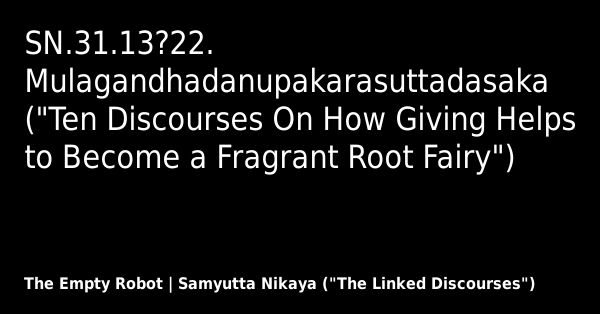 SN.31.13?22.
Mulagandhadanupakarasuttadasaka
("Ten Discourses On How Giving Helps
to Become a Fragrant Root Fairy")
The Empty Robot | Samyutta Nikaya ("The Linked Discourses")